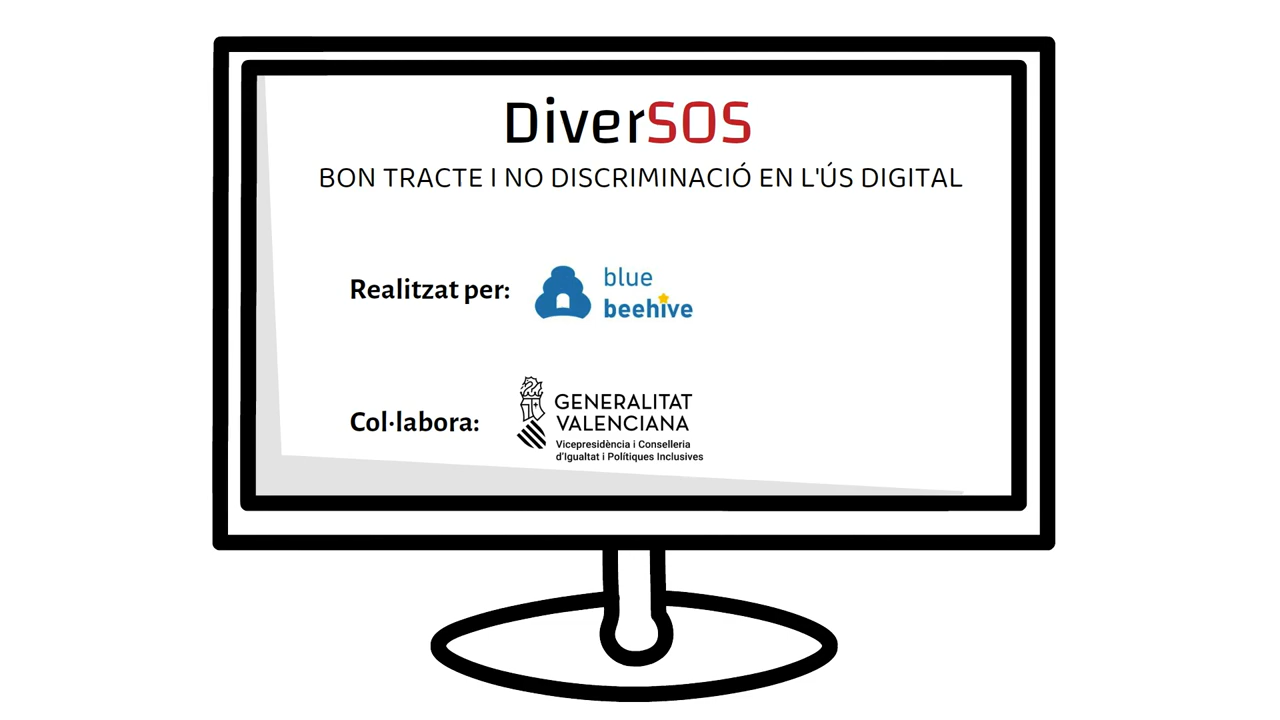 DiverSOS
BON TRACTE I NO DISCRIMINACIÓ EN L'ÚS DIGITAL
Realitzat per:
blue
beehive
Col·labora:
GENERALITAT
VALENCIANA
Vicepresidència i Conselleria
d'Igualtat i Polítiques Inclusives